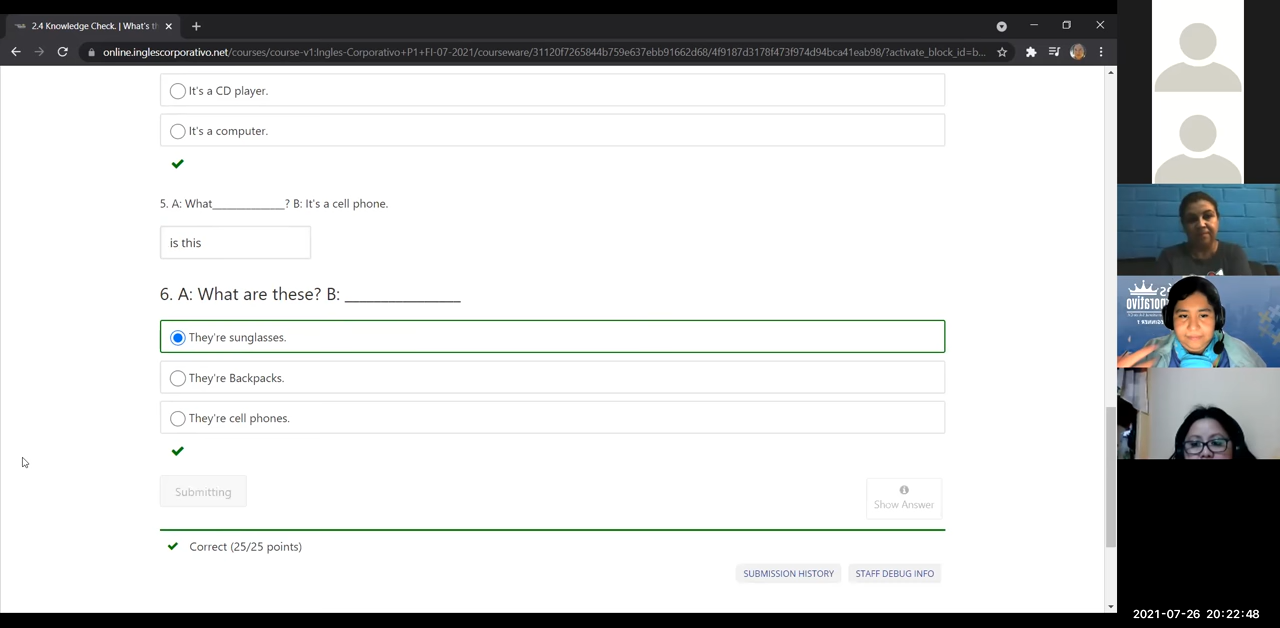 2.4 Knowledge Check. | What's th
online.inglescorporativo.net/courses/course-v1:Ingles-Corporativo+P1+FI-07-2021/courseware/31120f7265844b759e637ebb91662d68/4f9187d3178f473f974d94bca41eab98/?activate_block_id=b...
It's a CD player.
It's a computer.
5. A: What____________? B: It's a cell phone.
is this
6. A: What are these? B: ______________
They're sunglasses.
They're Backpacks.
They're cell phones.
Submitting
Show Answer
Correct (25/25 points)
SUBMISSION HISTORY
STAFF DEBUG INFO
2021-07-26 20:22:48